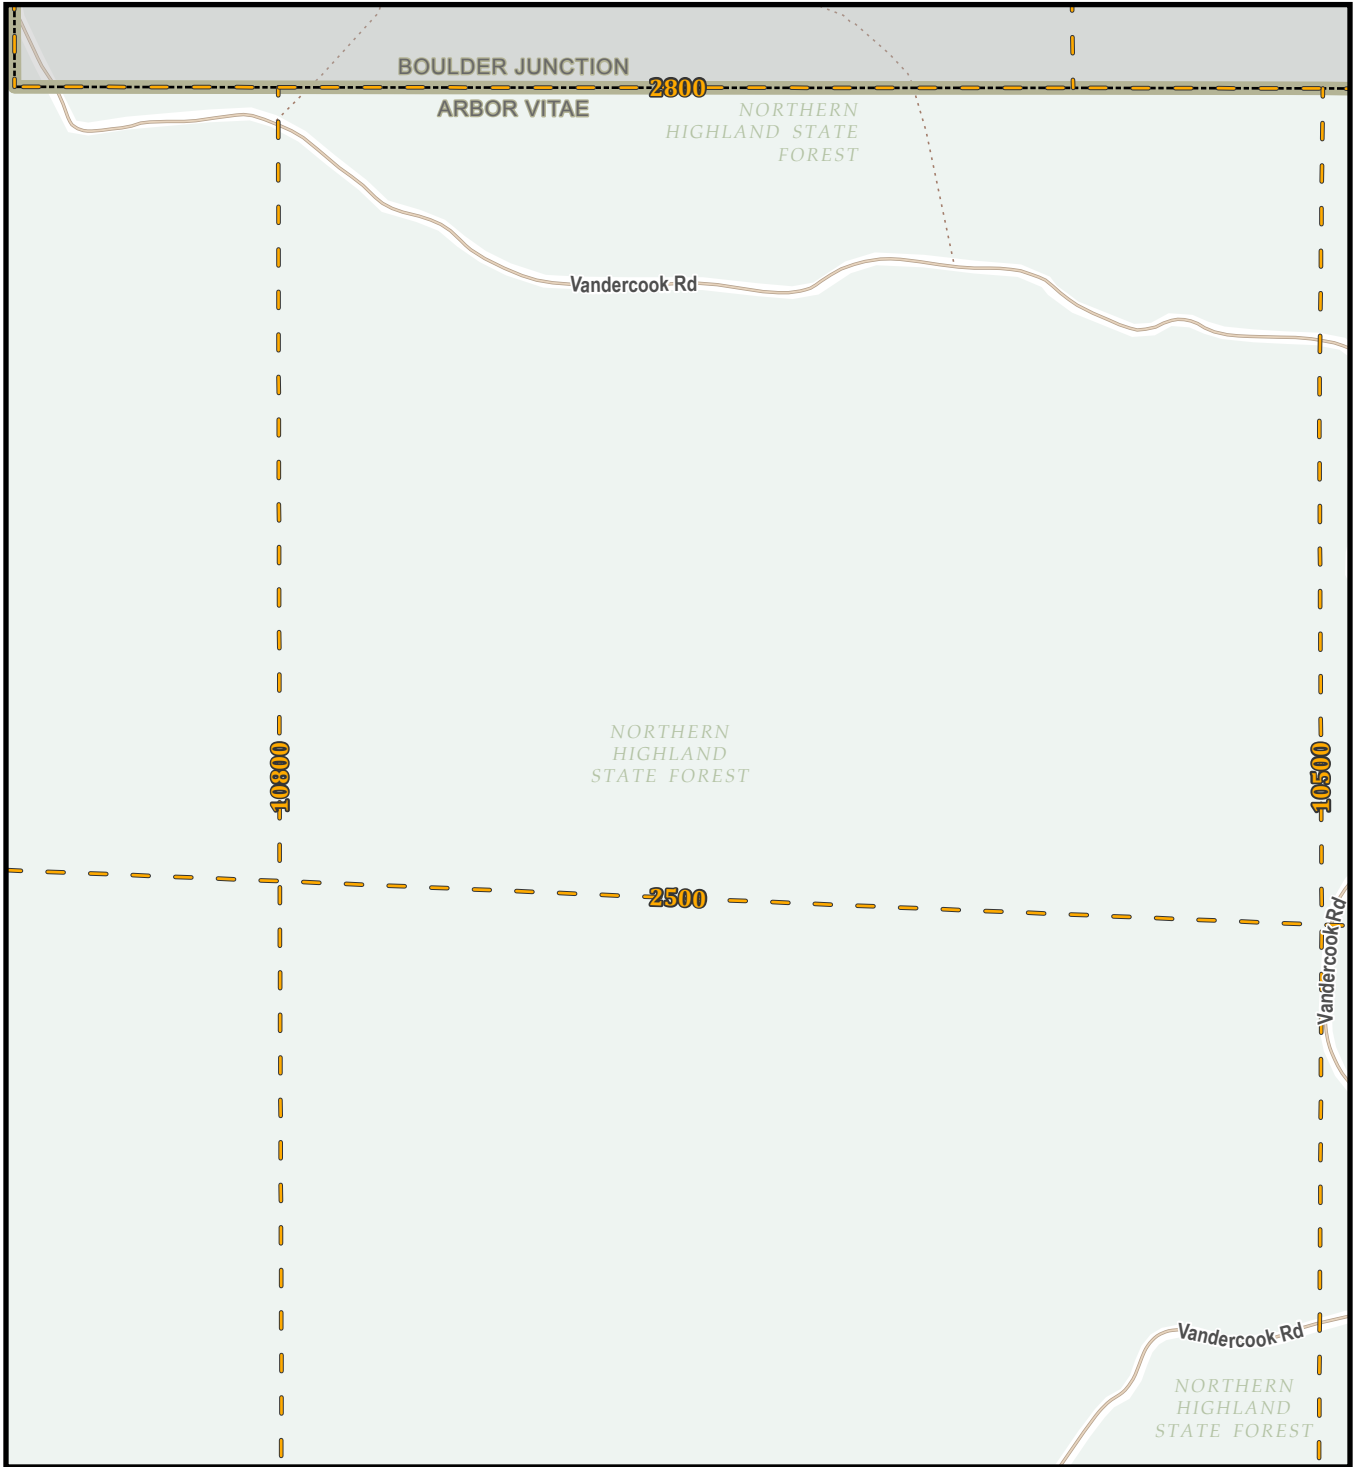 BOULDER JUNCTION
2800
ARBOR VITAE
NORTHERN
HIGHLAND STATE
FOREST
Vandercook Rd
NORTHERN
HIGHLAND
STATE FOREST
10800
10500
2500
Vandercook Rd
Vandercook Rd
NORTHERN
HIGHLAND
STATE FOREST